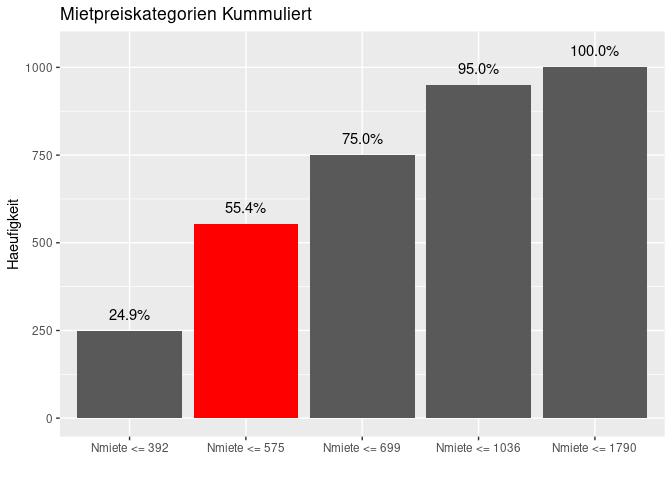 Mietpreiskategorien Kummuliert
Haeufigkeit
1000
750
500
250
0
24.9%
55.4%
75.0%
95.0%
100.0%
Nmiete <= 392
Nmiete <= 575
Nmiete <= 699
Nmiete <= 1036
Nmiete <= 1790